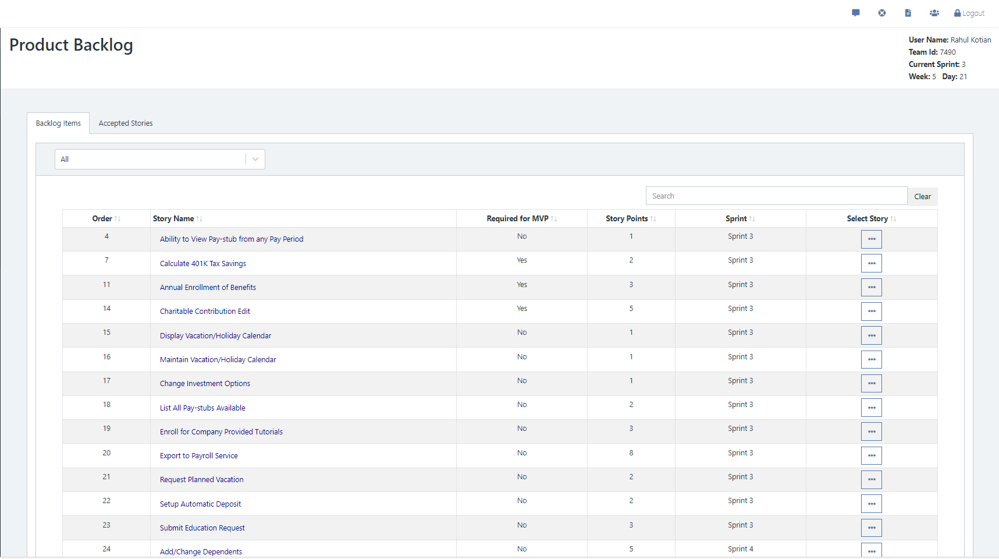 Logout
Product Backlog
User Name: Rahul Kotian
Team Id: 7490
Current Sprint: 3
Week: 5 Day: 21
Backlog Items Accepted Stories
All
Search Clear
Order Story Name Required for MVP Story Points Sprint Select Story
4 Ability to View Pay-stub from any Pay Period No 1 Sprint 3
7 Calculate 401K Tax Savings Yes 2 Sprint 3
11 Annual Enrollment of Benefits Yes 3 Sprint 3
14 Charitable Contribution Edit Yes 5 Sprint 3
15 Display Vacation/Holiday Calendar No 1 Sprint 3
16 Maintain Vacation/Holiday Calendar No 1 Sprint 3
17 Change Investment Options No 1 Sprint 3
18 List All Pay-stubs Available No 2 Sprint 3
19 Enroll for Company Provided Tutorials No 3 Sprint 3
20 Export to Payroll Service No 8 Sprint 3
21 Request Planned Vacation No 2 Sprint 3
22 Setup Automatic Deposit No 2 Sprint 3
23 Submit Education Request No 3 Sprint 3
24 Add/Change Dependents No 5 Sprint 4